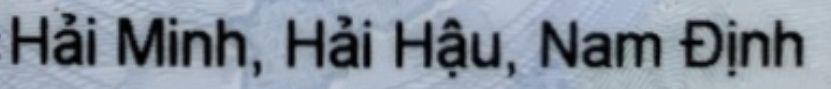 Hải Minh, Hải Hậu, Nam Định